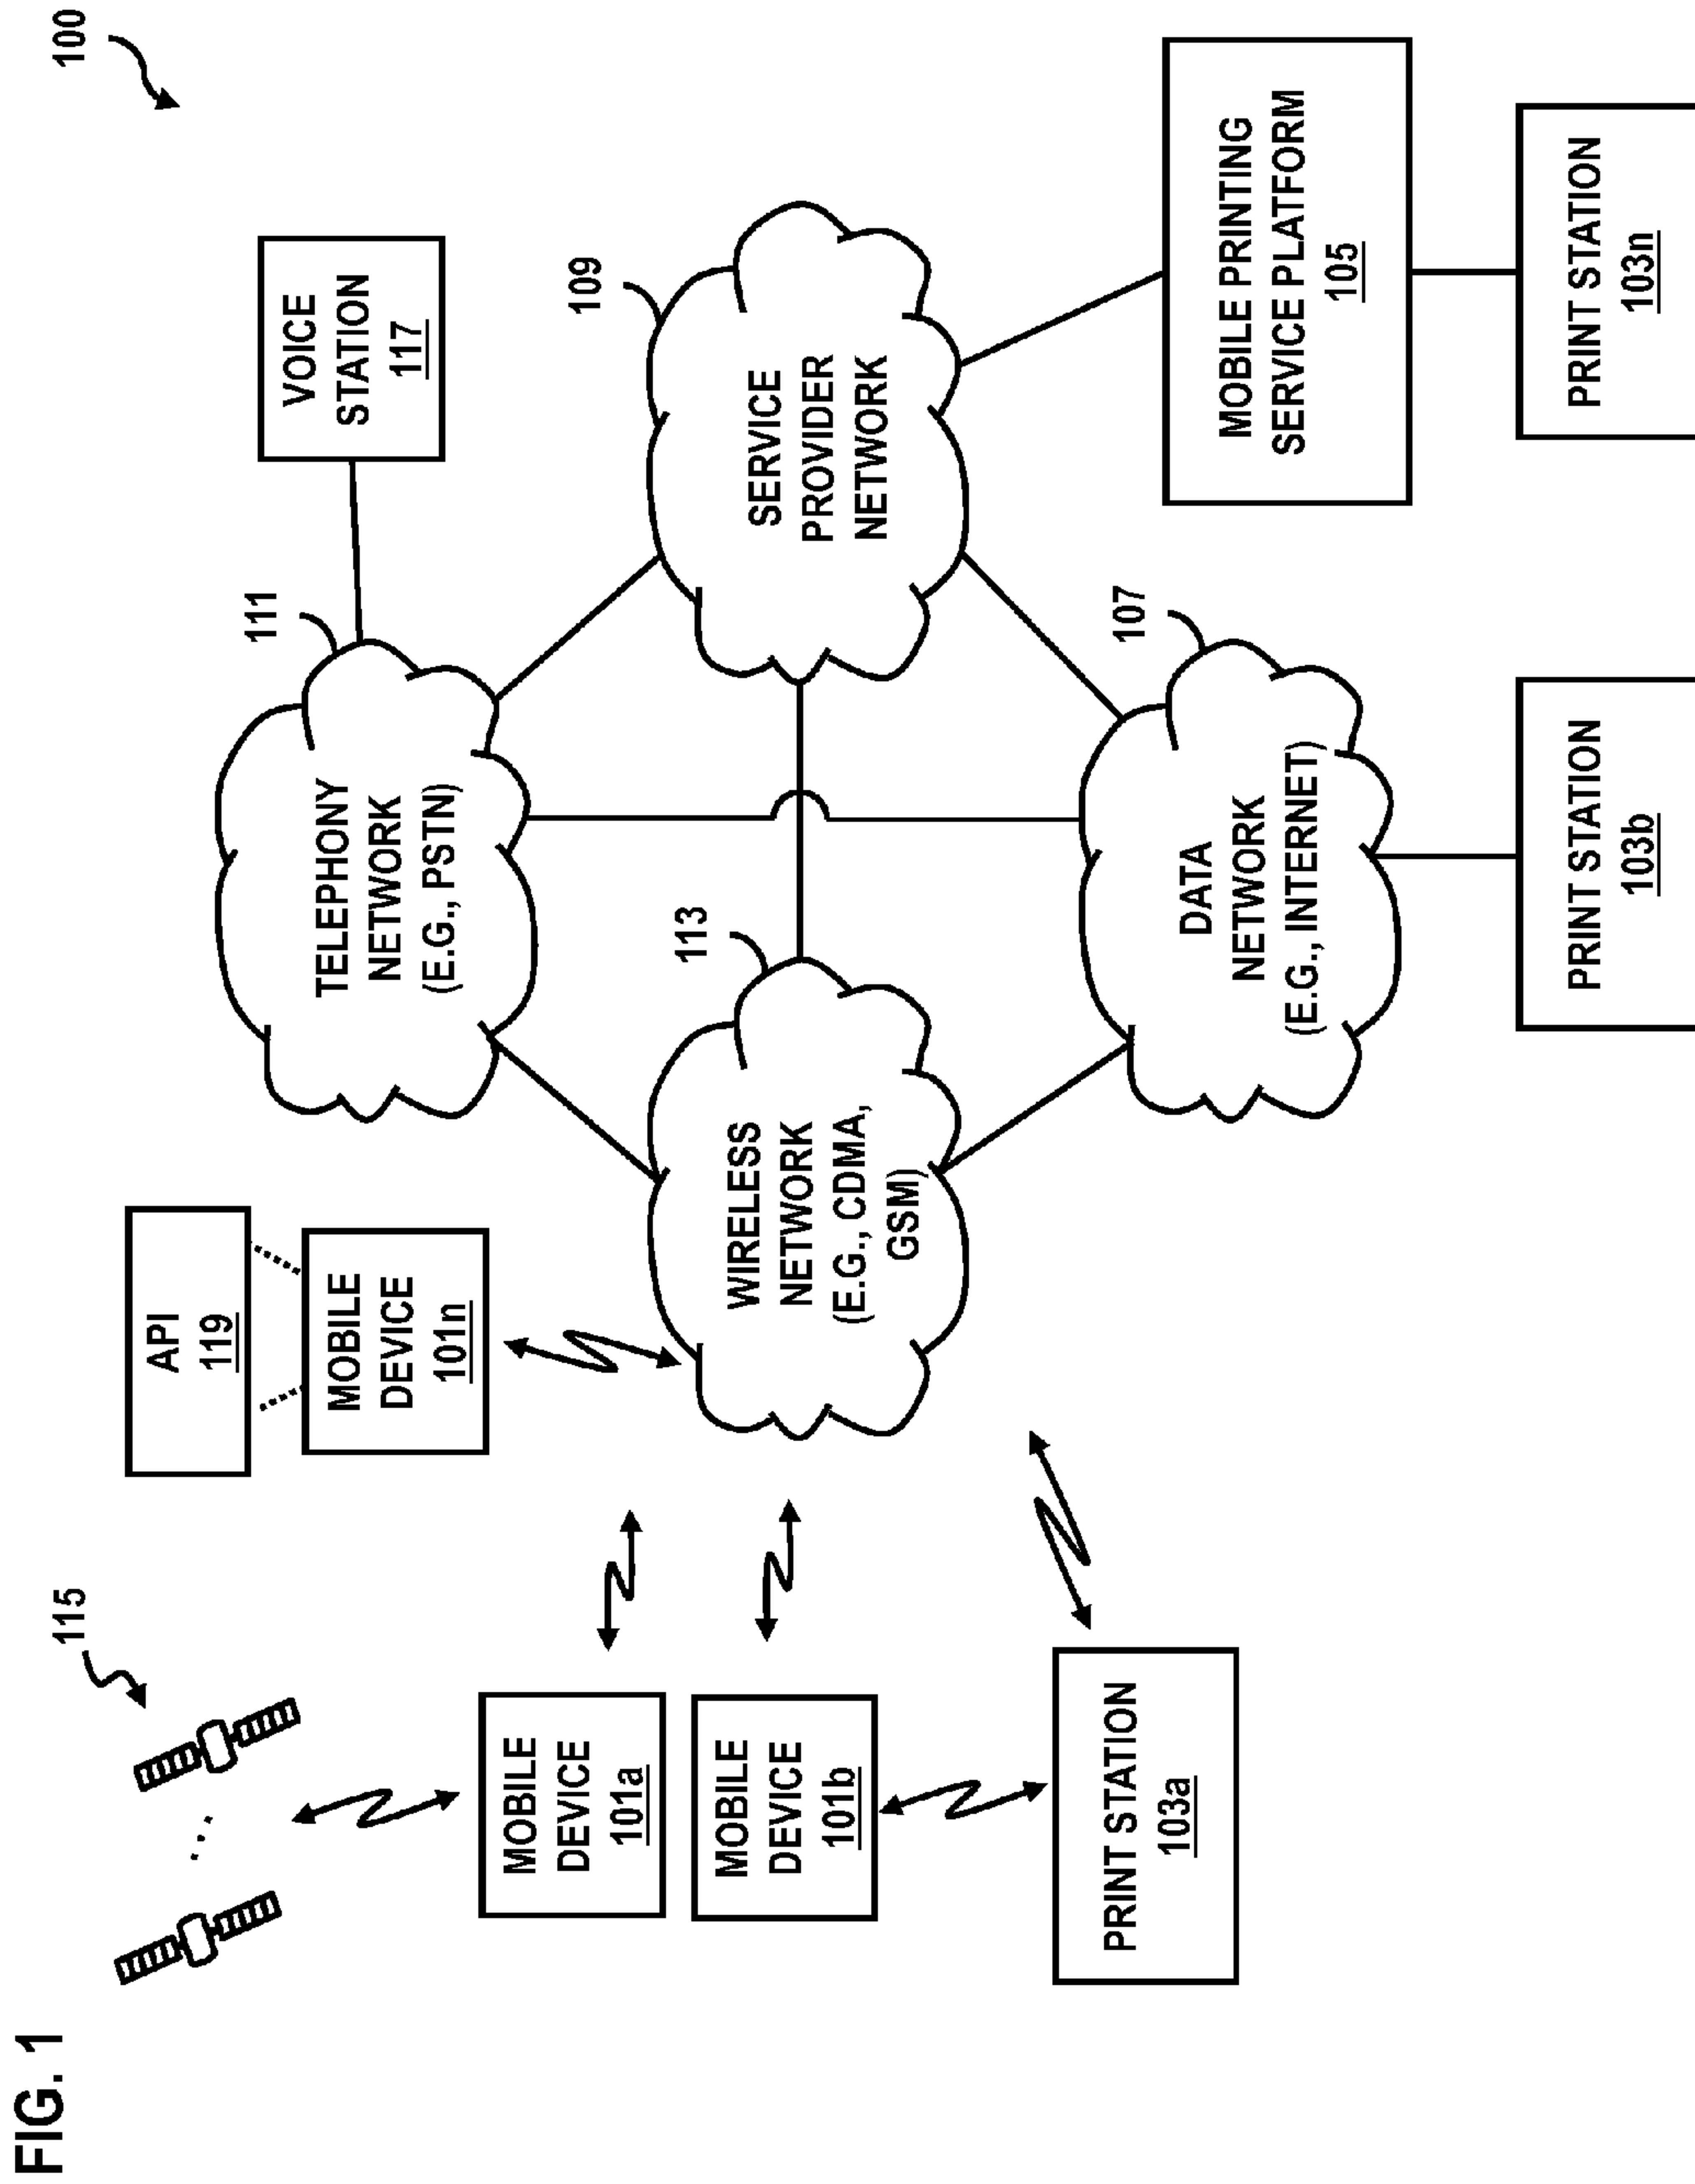 FIG. 1
100
115
API
119
MOBILE
DEVICE
101n
VOICE
STATION
117
111
TELEPHONY
NETWORK
(E.G., PSTN)
MOBILE
DEVICE
101a
MOBILE
DEVICE
101b
113
WIRELESS
NETWORK
(E.G., CDMA,
GSM)
109
SERVICE
PROVIDER
NETWORK
PRINT STATION
103a
107
DATA
NETWORK
(E.G., INTERNET)
MOBILE PRINTING
SERVICE PLATFORM
105
PRINT STATION
103b
PRINT STATION
103n